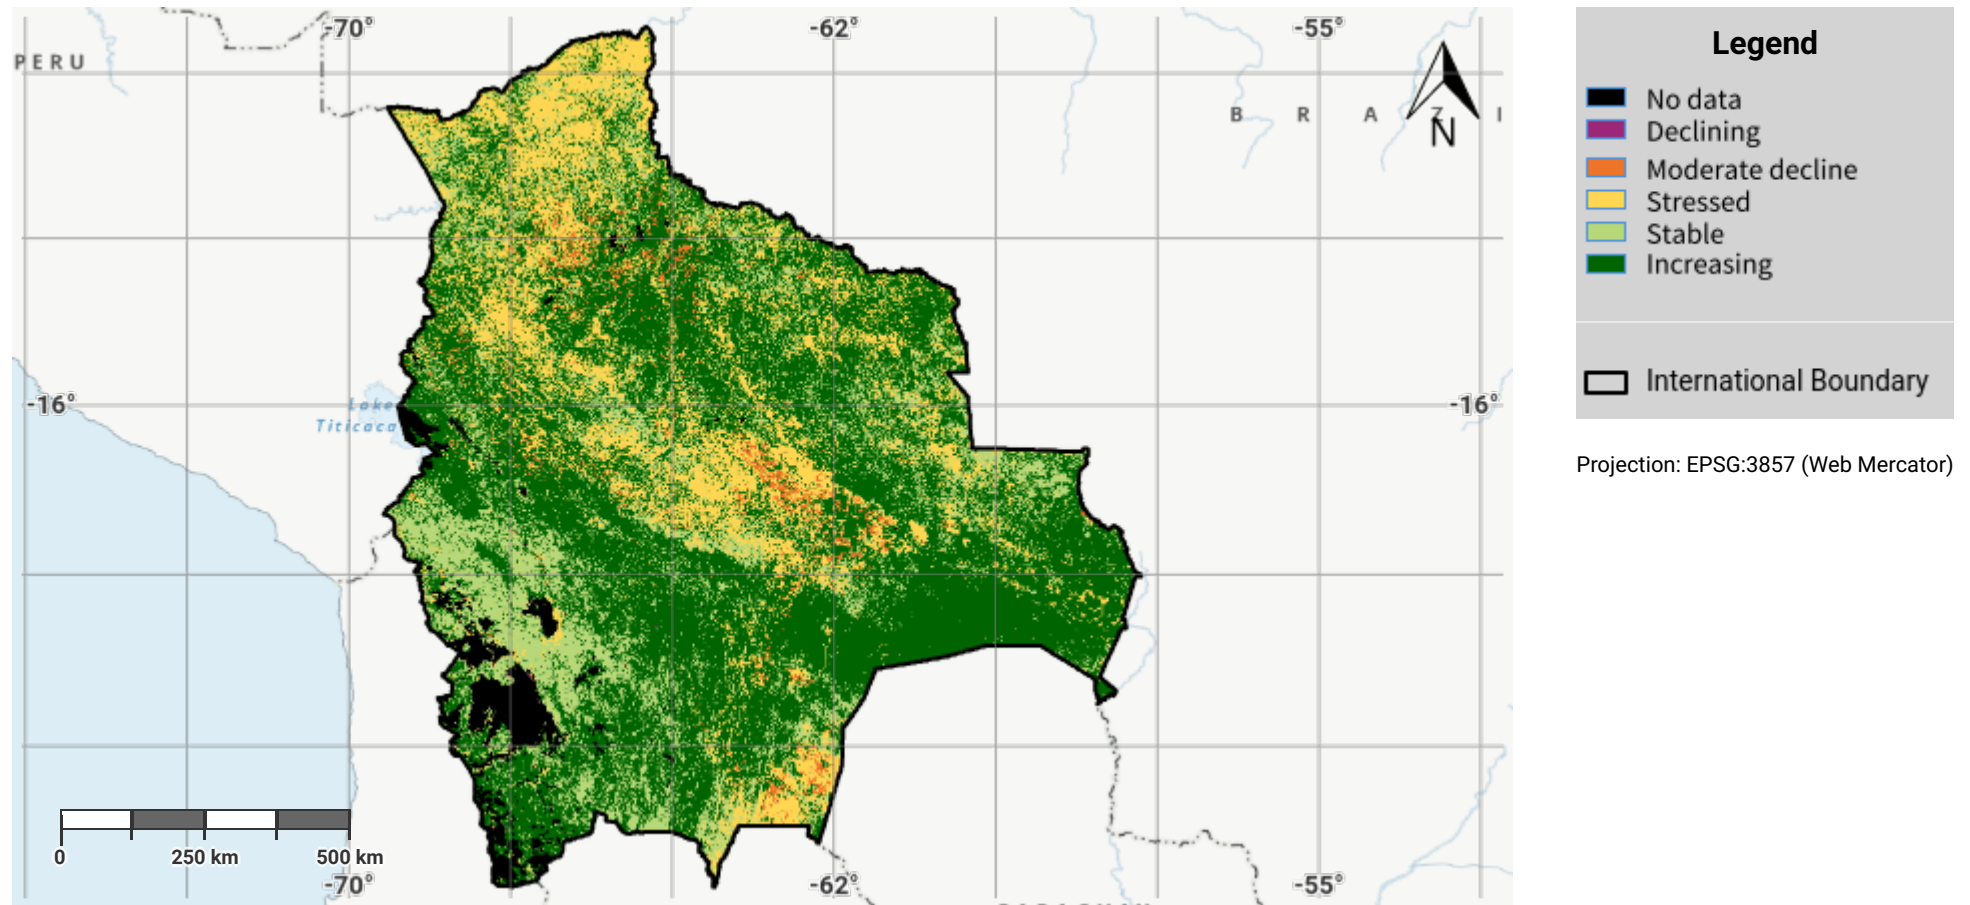 -70°
-62°
-55°
PERU
B R A Z I
N
-16°
-16°
Lake
Titicaca
0
250 km
500 km
-70°
-62°
-55°
Legend
No data
Declining
Moderate decline
Stressed
Stable
Increasing
International Boundary
Projection: EPSG:3857 (Web Mercator)